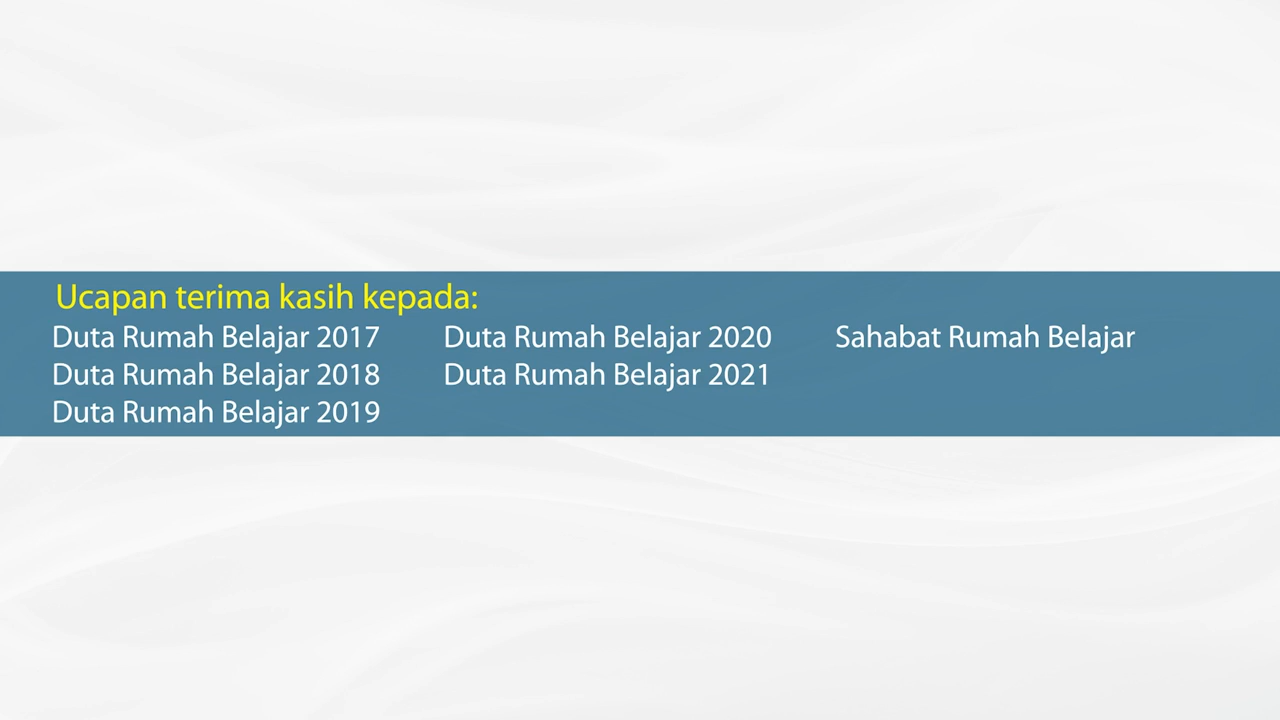 Ucapan terima kasih kepada:
Duta Rumah Belajar 2017
Duta Rumah Belajar 2018
Duta Rumah Belajar 2019
Duta Rumah Belajar 2020
Duta Rumah Belajar 2021
Sahabat Rumah Belajar